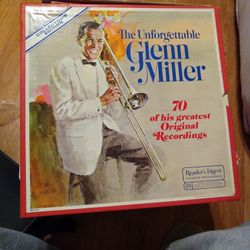 The Unforgettable
Glenn
Miller
70
of his greatest
Original
Recordings
Reader's Digest